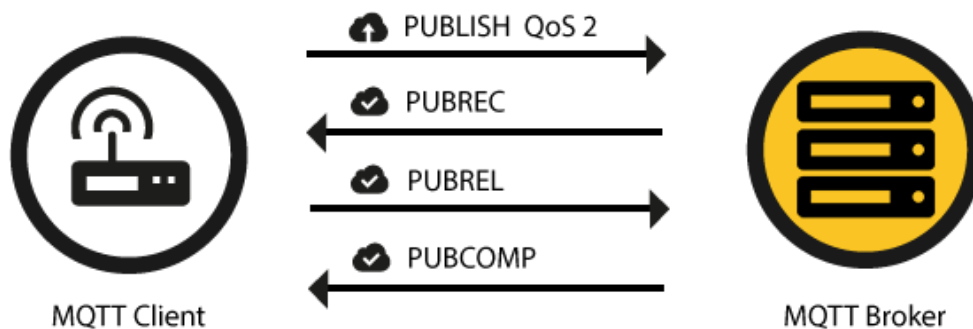 PUBLISH QoS 2
PUBREC
PUBREL
PUBCOMP
MQTT Client
MQTT Broker